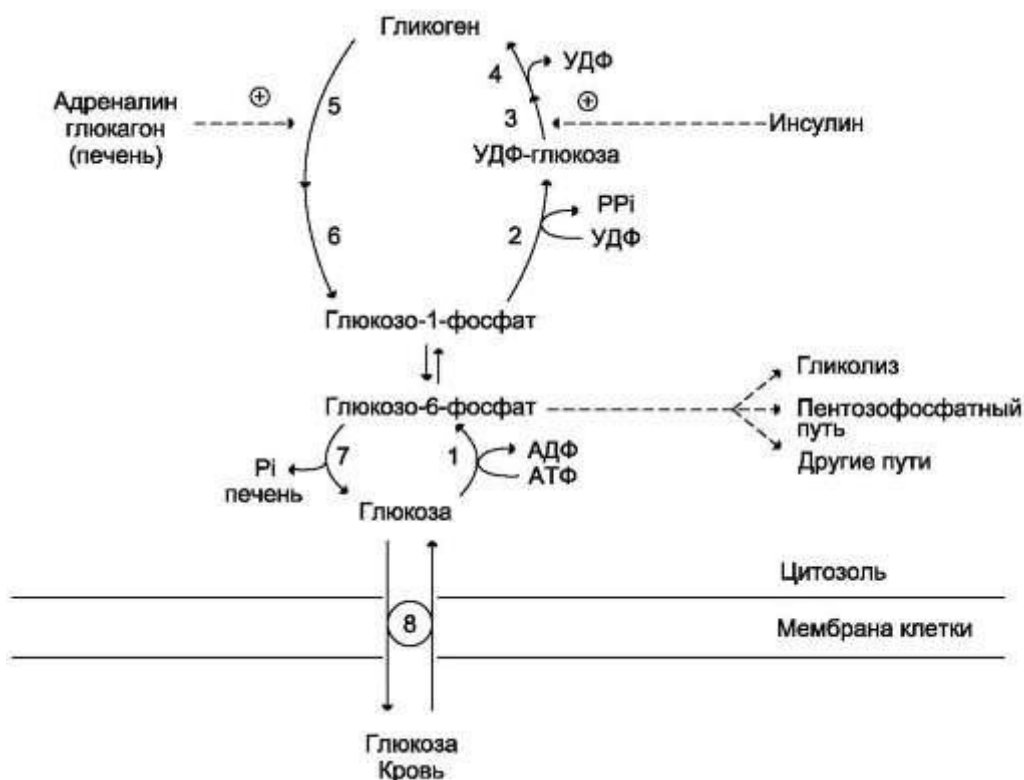 Гликоген
4
УДФ
Адреналин
глюкагон
(печень)
+
5
3
+
Инсулин
УДФ-глюкоза
6
2
PPi
УДФ
Глюкозо-1-фосфат
Глюкозо-6-фосфат
Гликолиз
Пентозофосфатный
путь
Другие пути
Pi
печень
7
1
АДФ
АТФ
Глюкоза
Цитозоль
8
Мембрана клетки
Глюкоза
Кровь